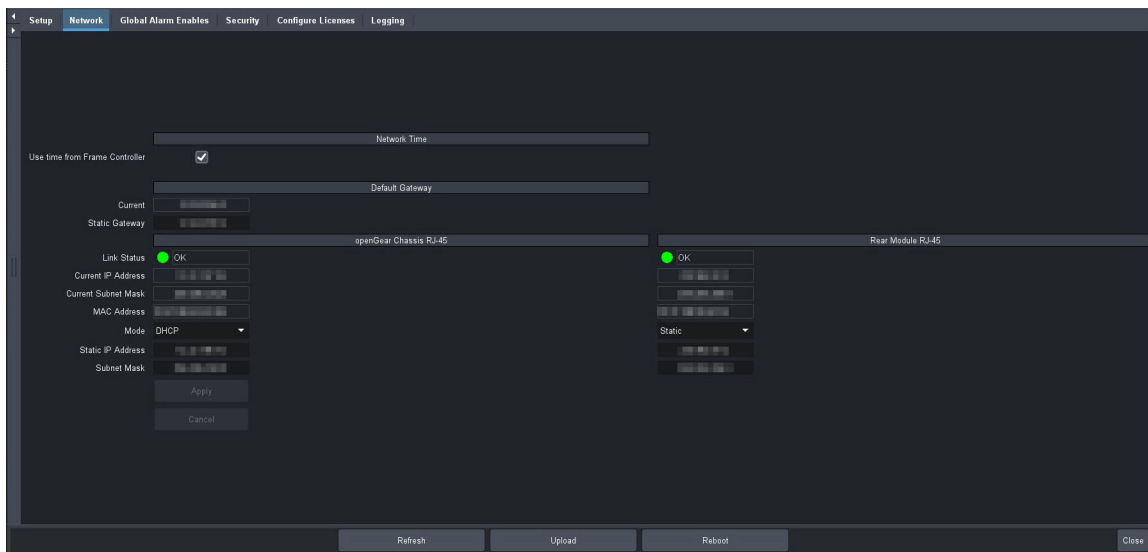 Setup Network Global Alarm Enables Security Configure Licenses Logging
Network Time
Use time from Frame Controller
Default Gateway
Current
Static Gateway
openGear Chassis RJ-45 Rear Module RJ-45
Link Status OK OK
Current IP Address
Current Subnet Mask
MAC Address
Mode DHCP Static
Static IP Address
Subnet Mask
Apply
Cancel
Refresh Upload Reboot Close